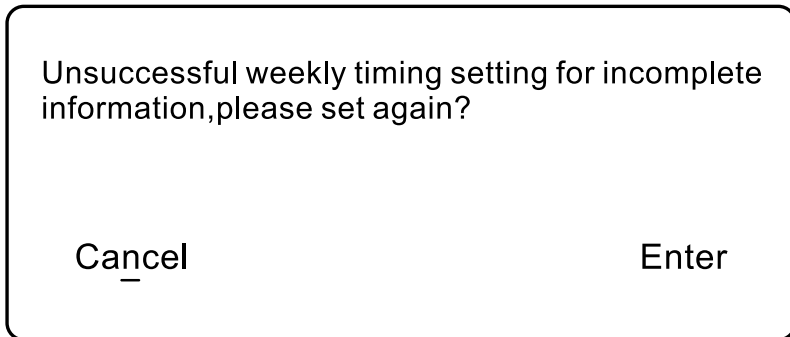 Unsuccessful weekly timing setting for incomplete
information,please set again?
Cancel Enter